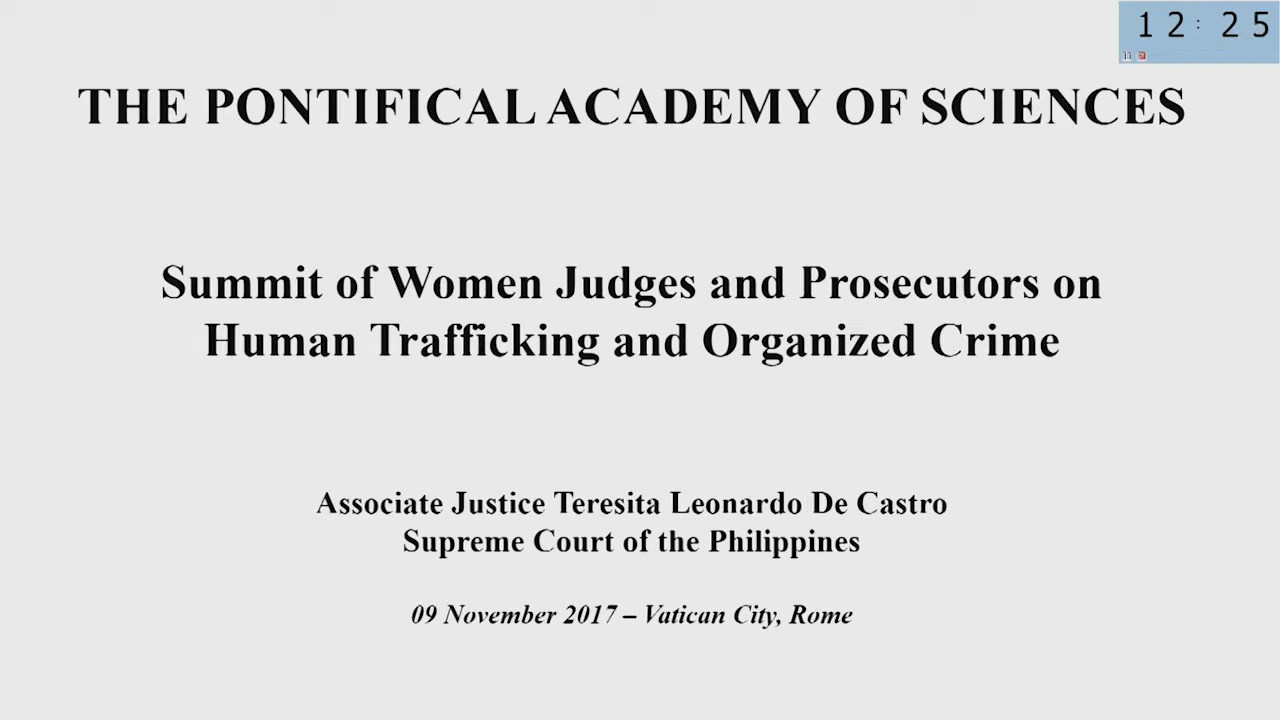 12:25
THE PONTIFICAL ACADEMY OF SCIENCES
Summit of Women Judges and Prosecutors on
Human Trafficking and Organized Crime
Associate Justice Teresita Leonardo De Castro
Supreme Court of the Philippines
09 November 2017 – Vatican City, Rome